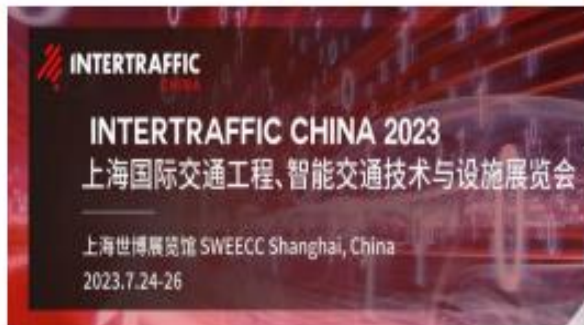 INTERTRAFFIC
CHINA
INTERTRAFFIC CHINA 2023
上海国际交通工程、智能交通技术与设施展览会
上海世博展览馆 SWEECC Shanghai, China
2023.7.24-26